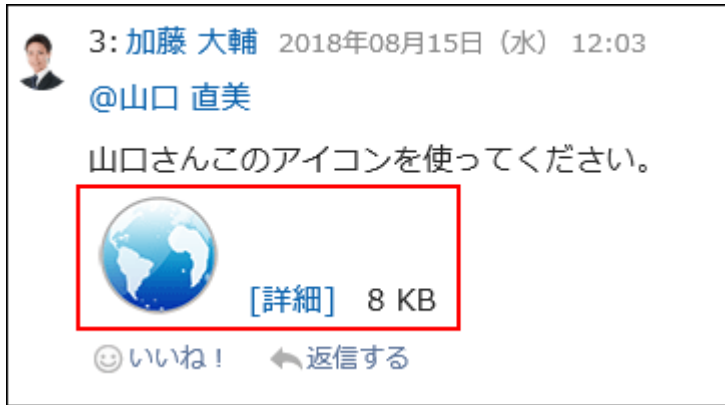 3: 加藤 大輔 2018年08月15日（水） 12:03
@山口 直美
山口さんこのアイコンを使ってください。
[詳細] 8 KB
いいね！ 返信する